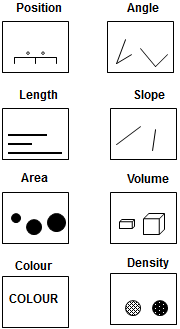 Position Angle
Length Slope
Area Volume
Colour Density
COLOUR